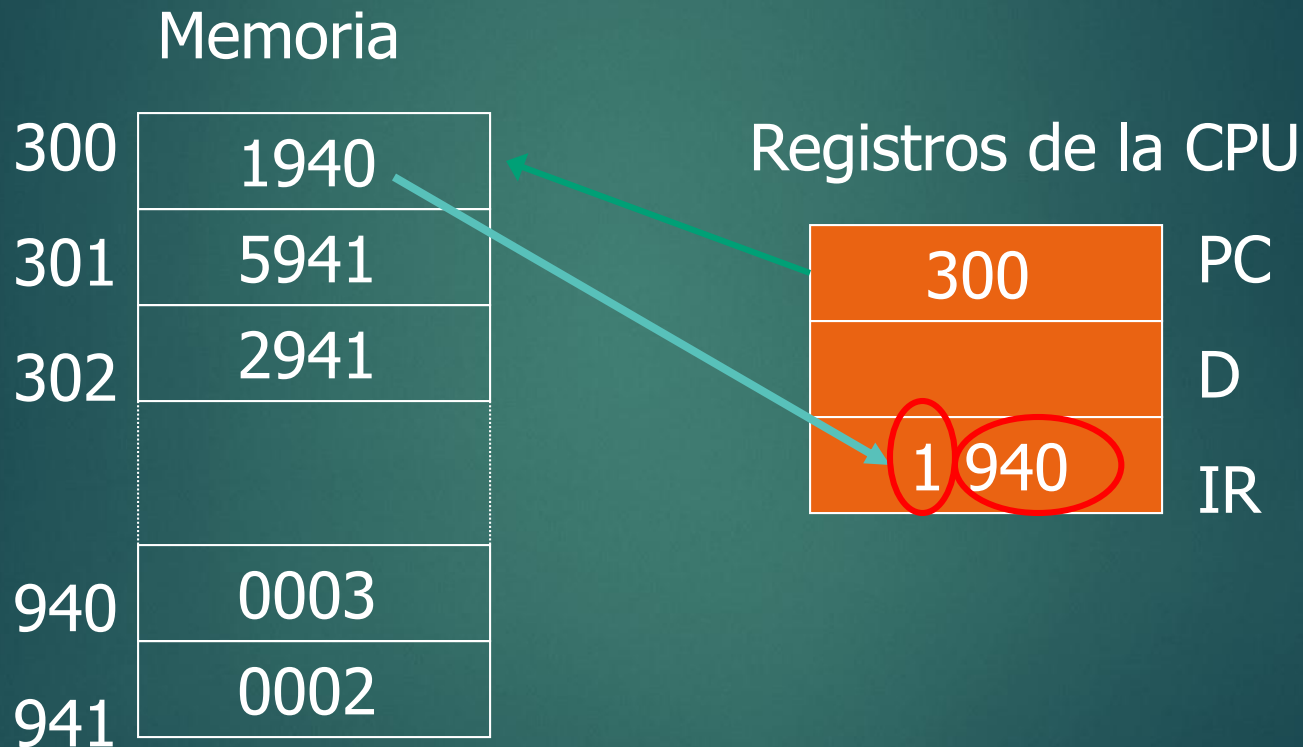 Memoria
300 1940
301 5941
302 2941
940 0003
941 0002
Registros de la CPU
300 PC
D
1 940 IR